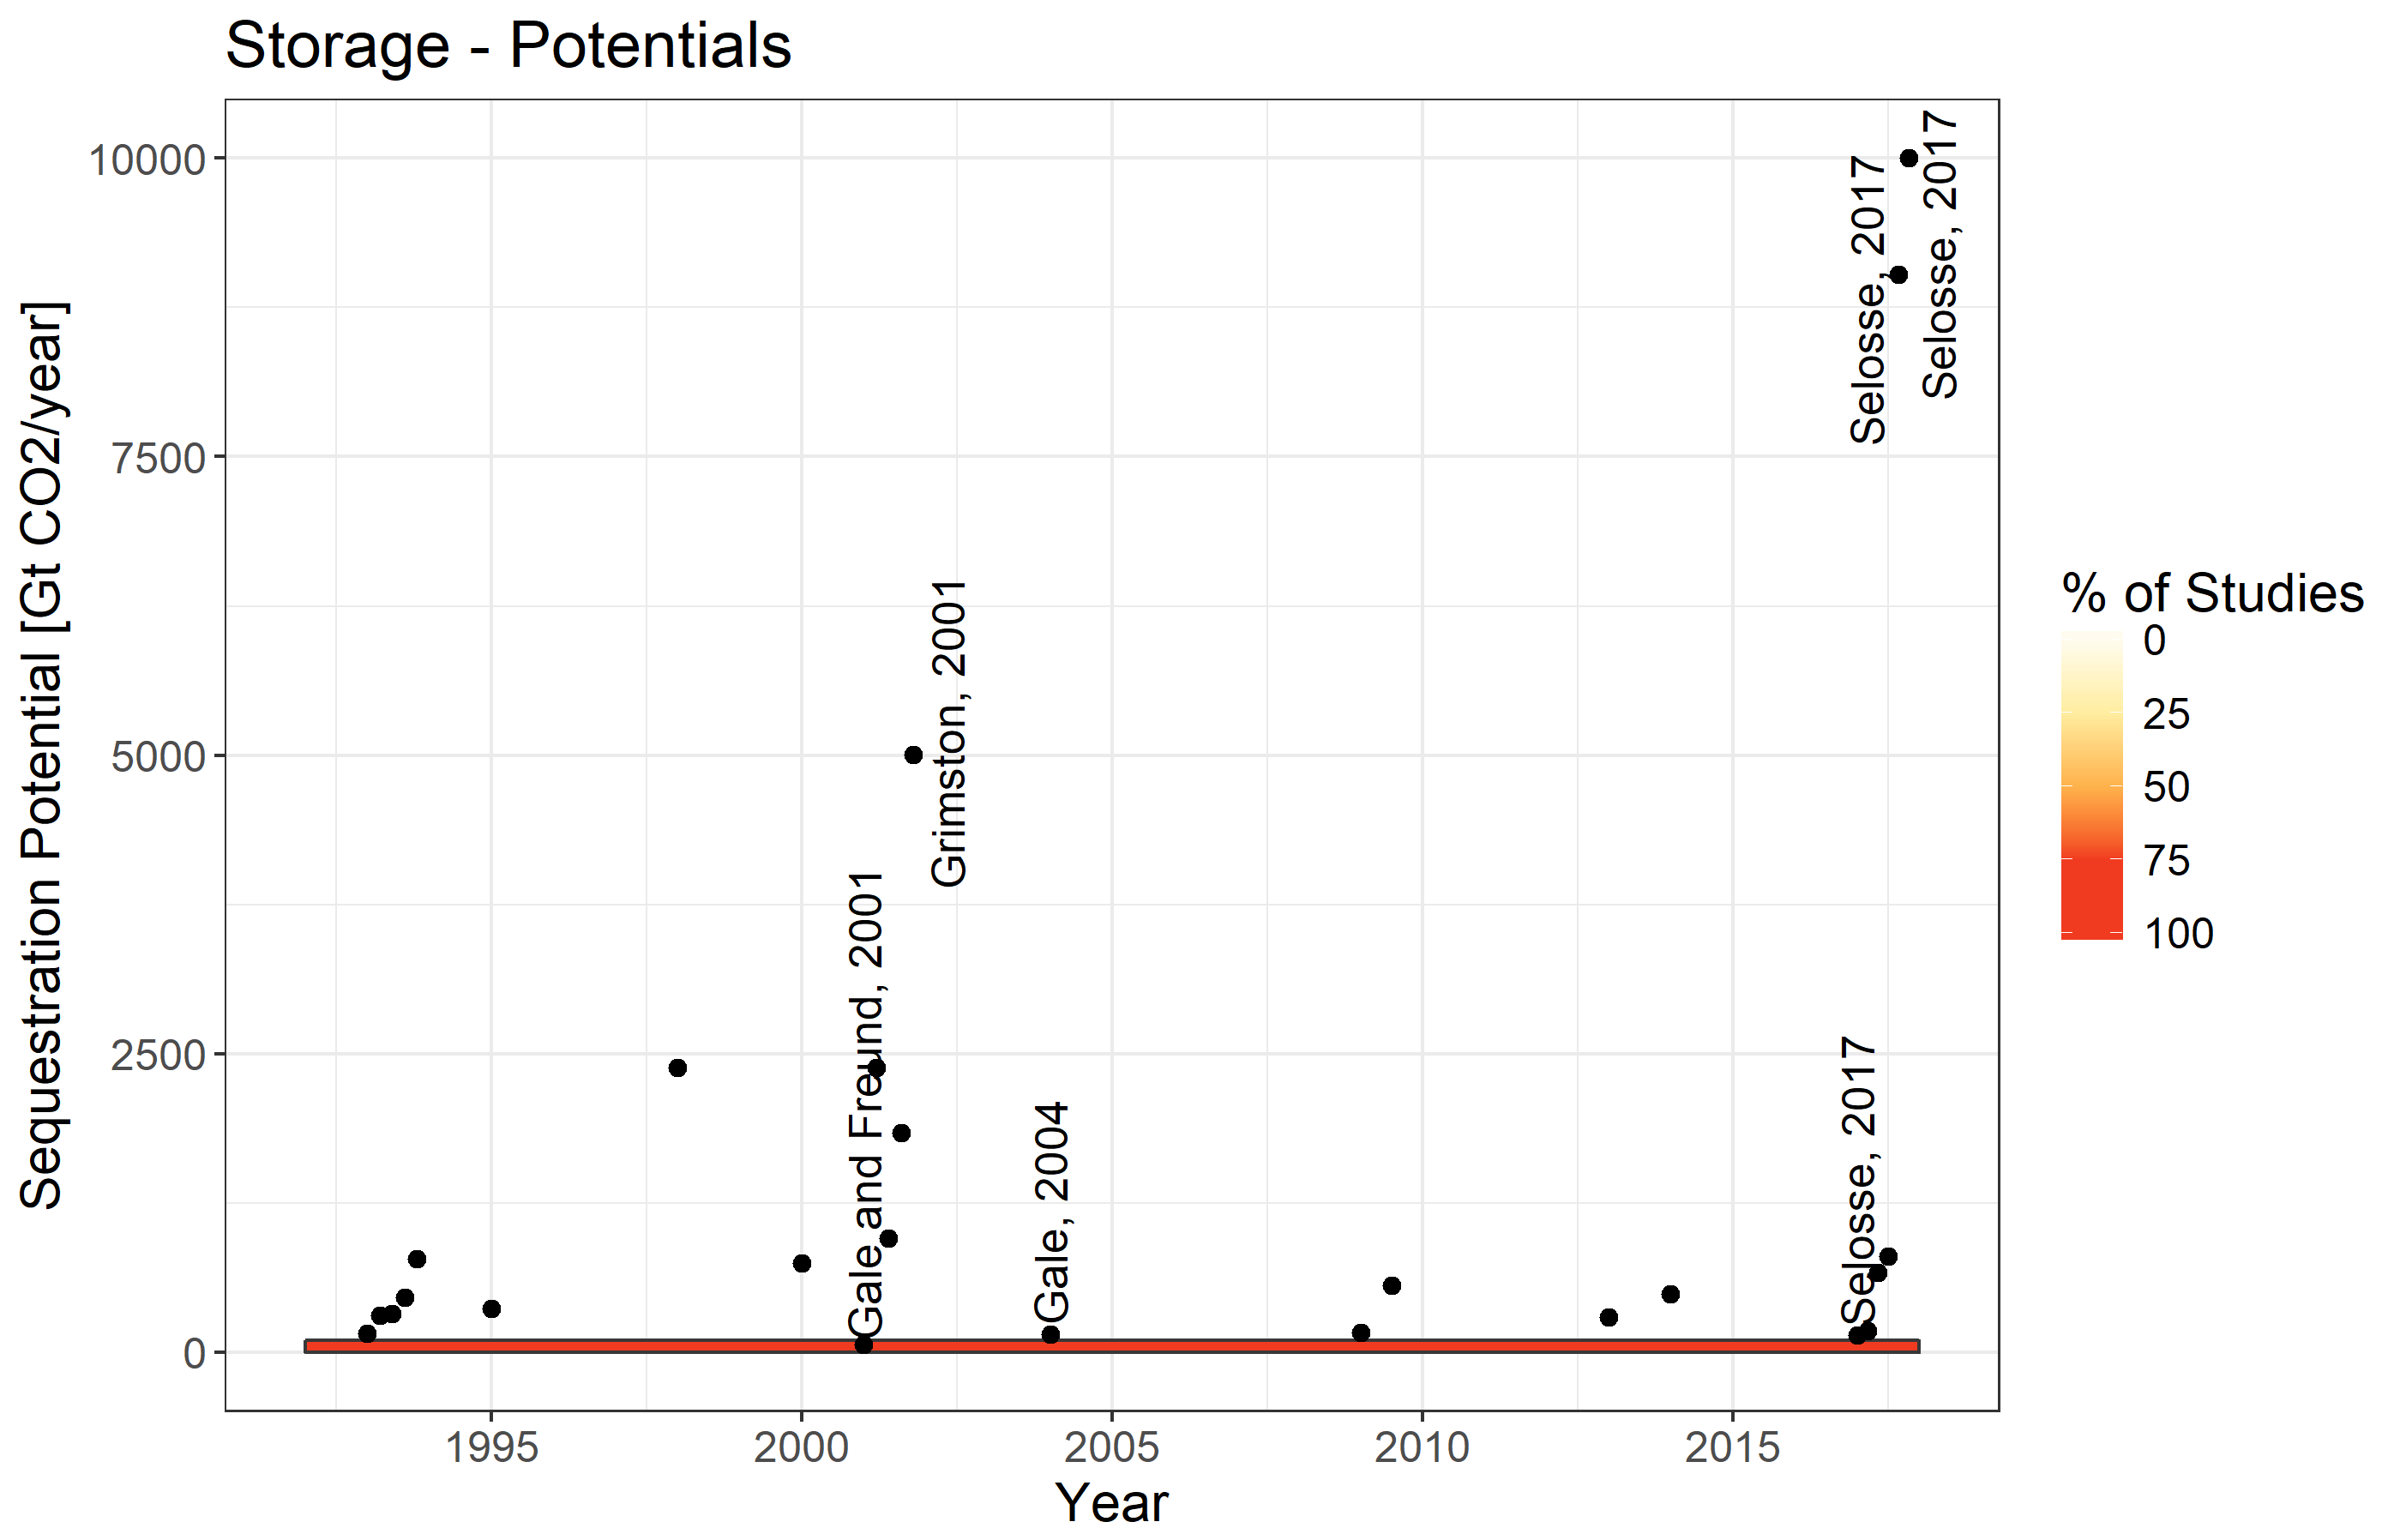 Storage - Potentials
Sequestration Potential [Gt CO2/year]
10000
7500
5000
2500
0
Selosse, 2017
Selosse, 2017
Grimston, 2001
Gale and Freund, 2001
Gale, 2004
Selosse, 2017
1995
2000
2005
2010
2015
Year
% of Studies
0
25
50
75
100